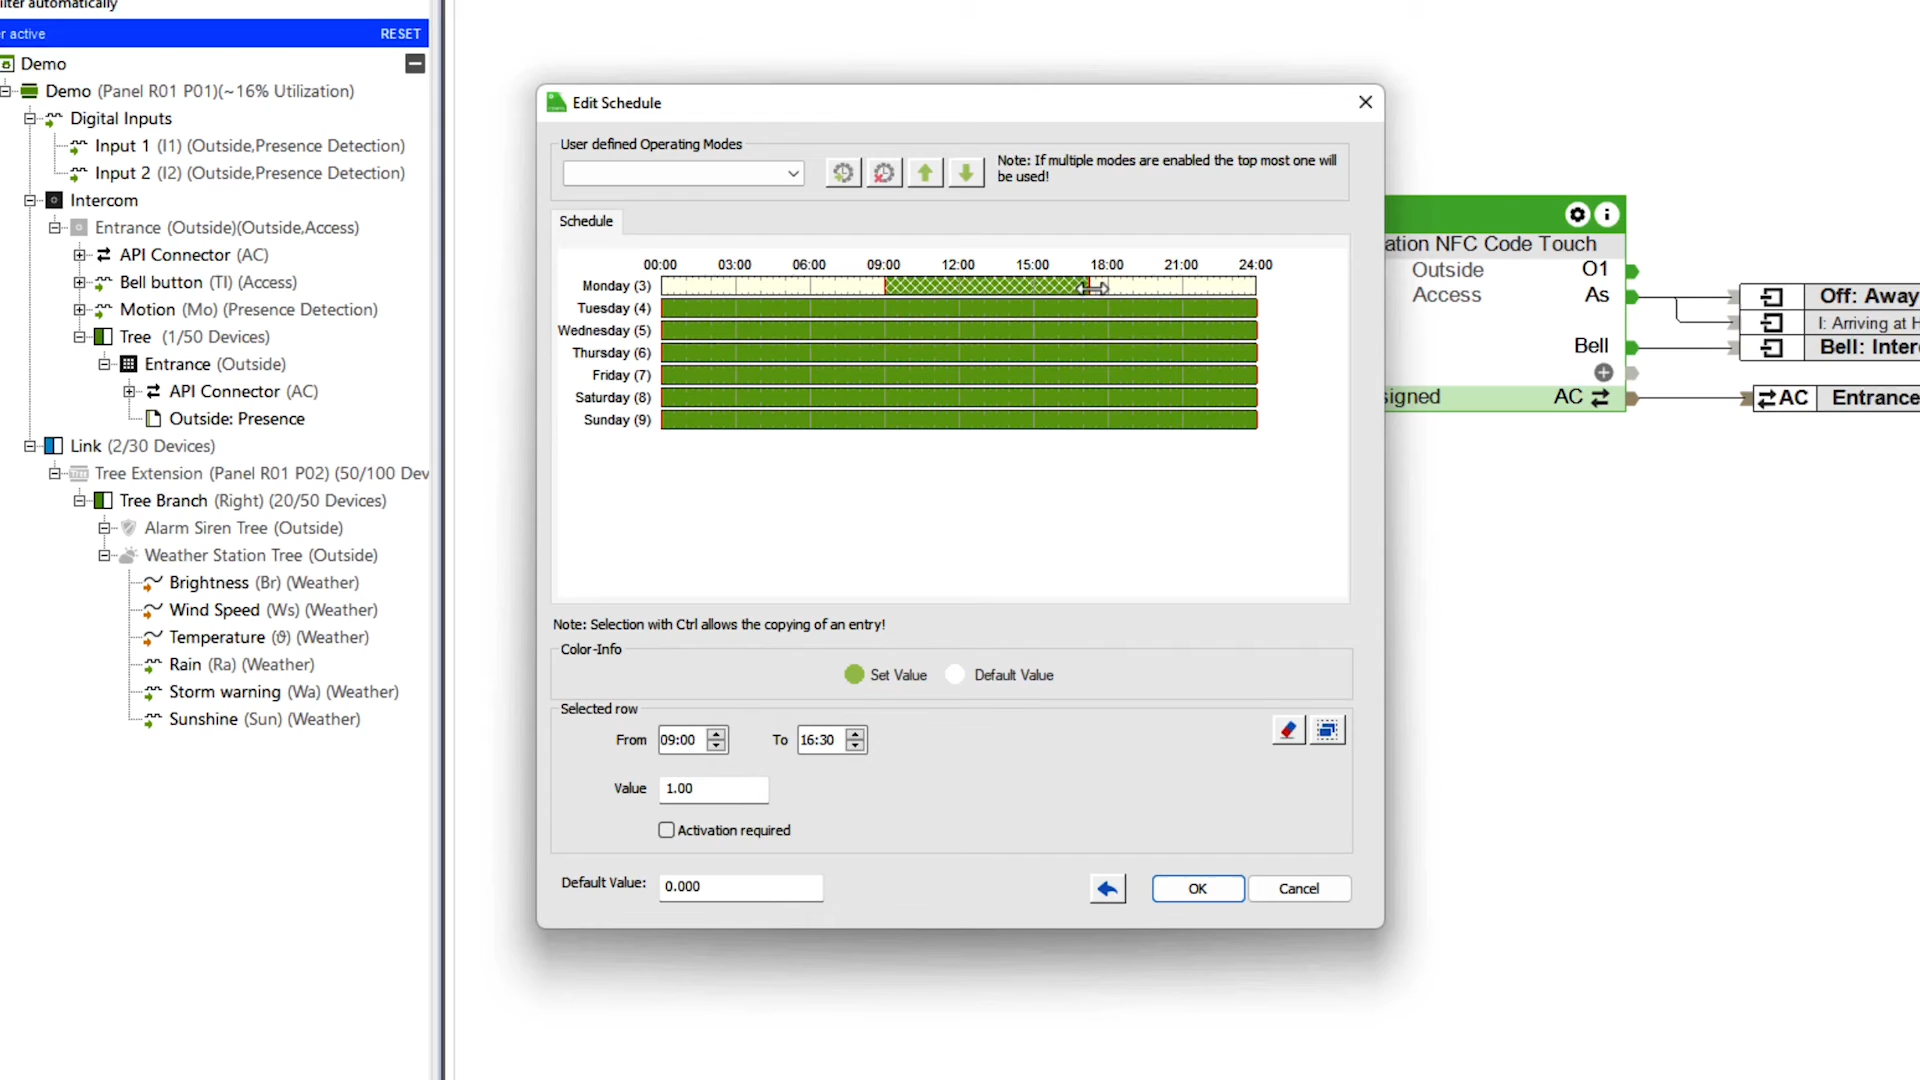 ilter automatically
r active
RESET
Demo
Demo (Panel R01 P01)(~16% Utilization)
Digital Inputs
Input 1 (I1) (Outside,Presence Detection)
Input 2 (I2) (Outside,Presence Detection)
Intercom
Entrance (Outside)(Outside,Access)
API Connector (AC)
Bell button (TI) (Access)
Motion (Mo) (Presence Detection)
Tree (1/50 Devices)
Entrance (Outside)
API Connector (AC)
Outside: Presence
Link (2/30 Devices)
Tree Extension (Panel R01 P02) (50/100 Dev
Tree Branch (Right) (20/50 Devices)
Alarm Siren Tree (Outside)
Weather Station Tree (Outside)
Brightness (Br) (Weather)
Wind Speed (Ws) (Weather)
Temperature (ϑ) (Weather)
Rain (Ra) (Weather)
Storm warning (Wa) (Weather)
Sunshine (Sun) (Weather)
Edit Schedule
User defined Operating Modes
Note: If multiple modes are enabled the top most one will
be used!
Schedule
00:00 03:00 06:00 09:00 12:00 15:00 18:00 21:00 24:00
Monday (3)
Tuesday (4)
Wednesday (5)
Thursday (6)
Friday (7)
Saturday (8)
Sunday (9)
Note: Selection with Ctrl allows the copying of an entry!
Color-Info
Set Value Default Value
Selected row
From 09:00 To 16:30
Value 1.00
Activation required
Default Value: 0.000
OK Cancel
ation NFC Code Touch
Outside O1
Access As
Bell
signed AC
Off: Away
I: Arriving at H
Bell: Inter
AC Entrance